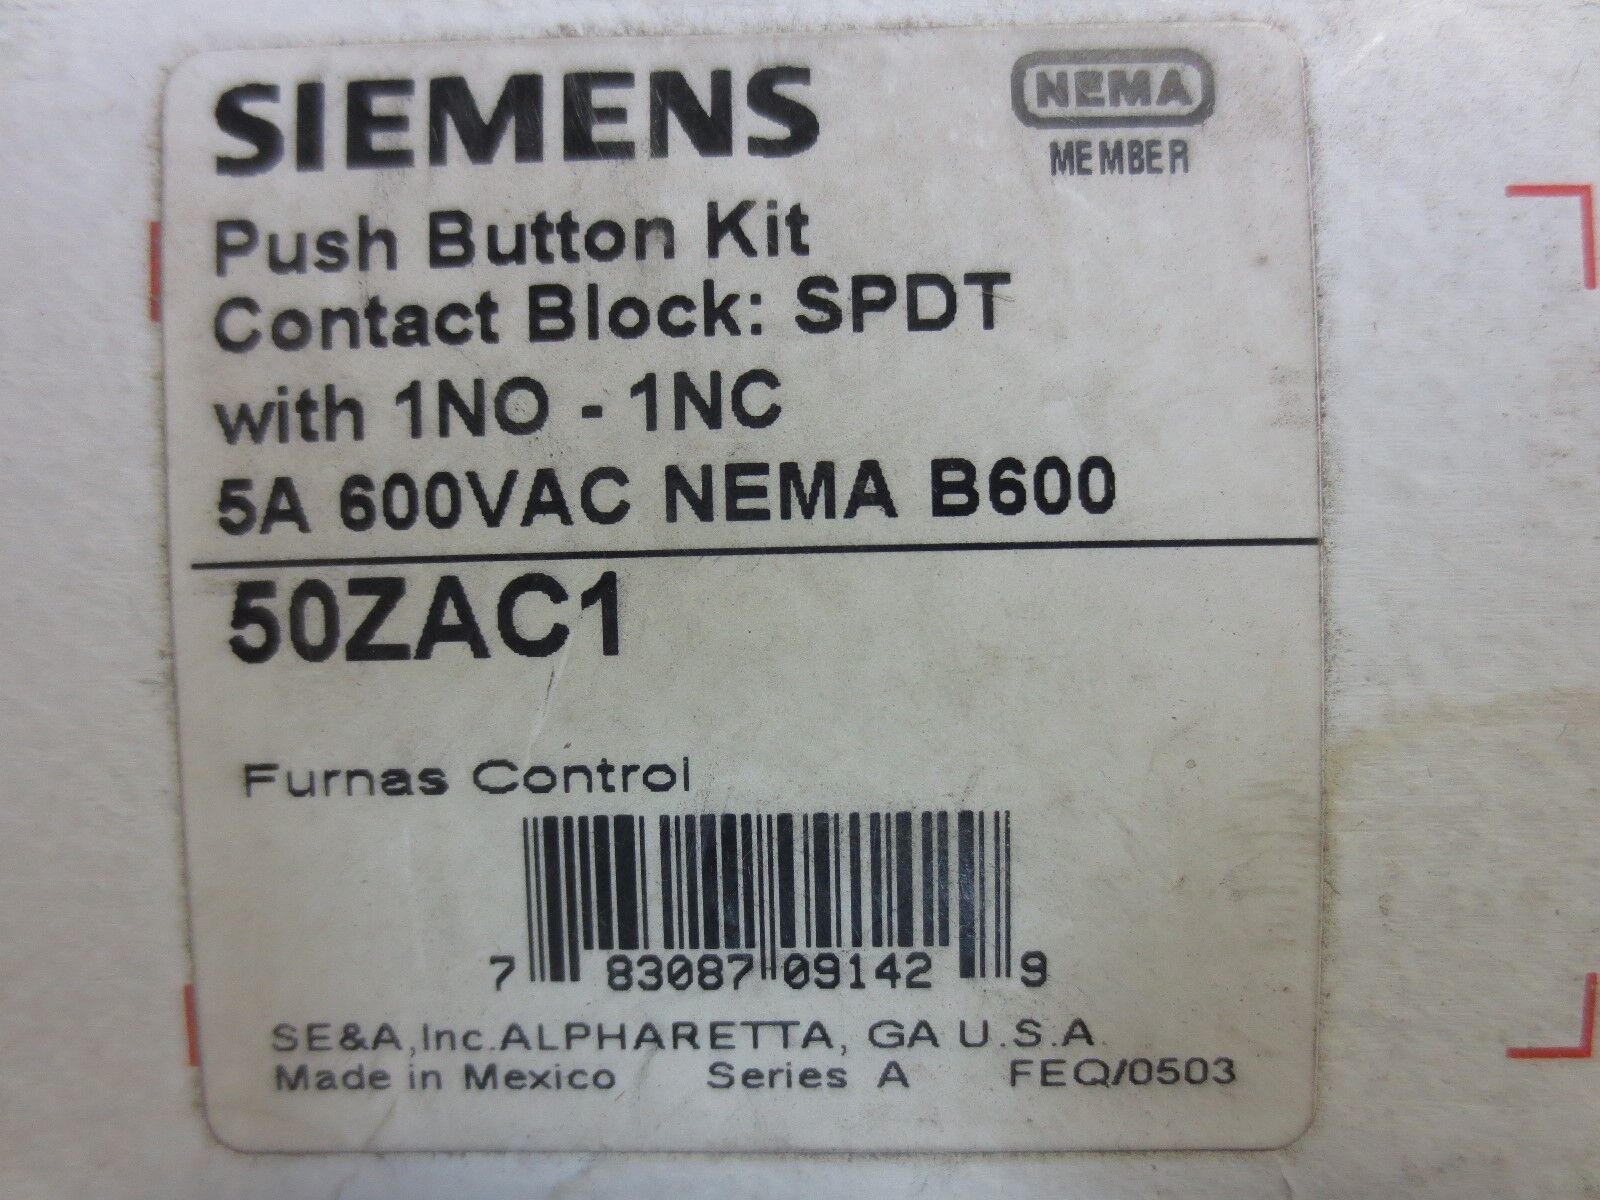 SIEMENS
NEMA
MEMBER
Push Button Kit
Contact Block: SPDT
with 1NO - 1NC
5A 600VAC NEMA B600
50ZAC1
Furnas Control
7 83087 09142 9
SE&A,Inc.ALPHARETTA, GA U.S.A.
Made in Mexico Series A FEQ/0503